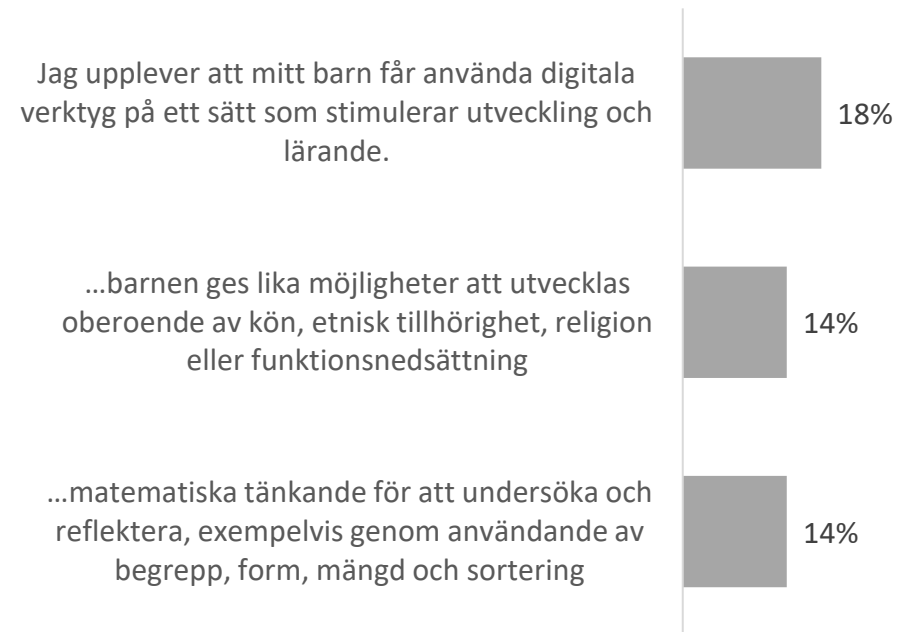 Jag upplever att mitt barn får använda digitala
verktyg på ett sätt som stimulerar utveckling och
lärande.
18%
…barnen ges lika möjligheter att utvecklas
oberoende av kön, etnisk tillhörighet, religion
eller funktionsnedsättning
14%
…matematiska tänkande för att undersöka och
reflektera, exempelvis genom användande av
begrepp, form, mängd och sortering
14%